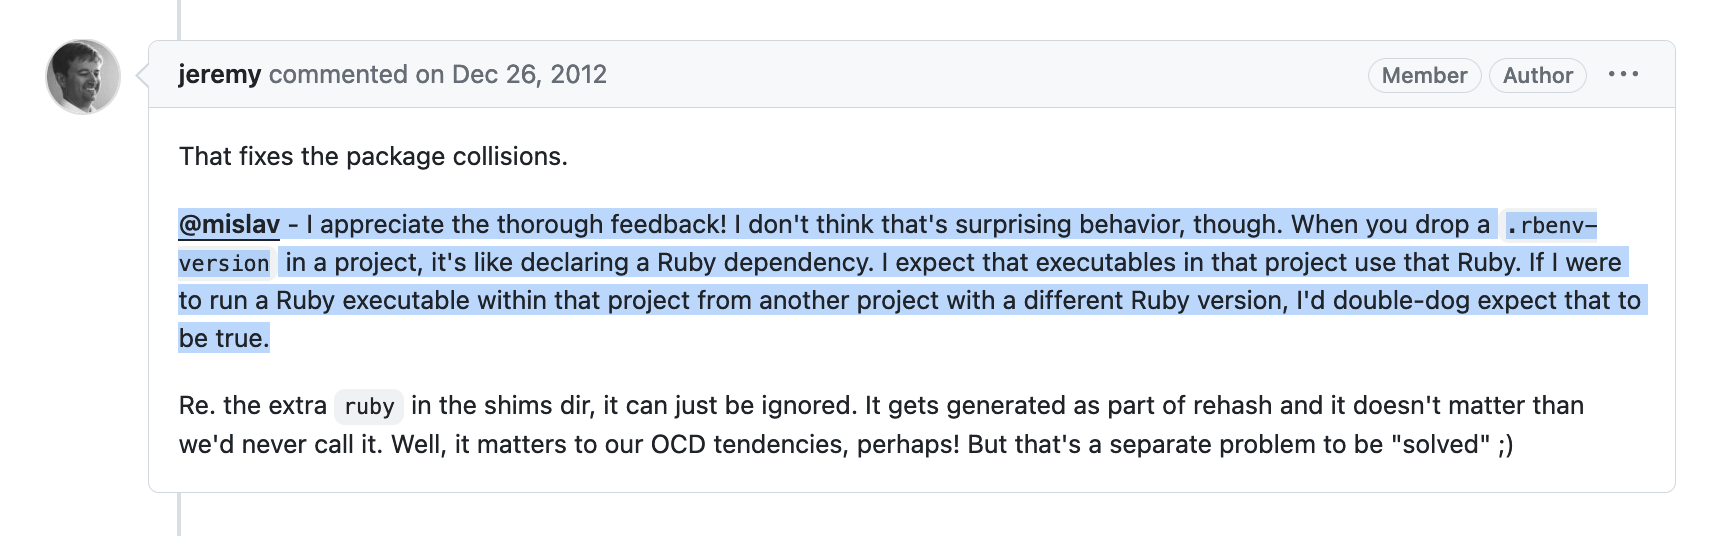 jeremy commented on Dec 26, 2012
Member Author
That fixes the package collisions.
@mislav - I appreciate the thorough feedback! I don't think that's surprising behavior, though. When you drop a .rbenv-
version in a project, it's like declaring a Ruby dependency. I expect that executables in that project use that Ruby. If I were
to run a Ruby executable within that project from another project with a different Ruby version, I'd double-dog expect that to
be true.
Re. the extra ruby in the shims dir, it can just be ignored. It gets generated as part of rehash and it doesn't matter than
we'd never call it. Well, it matters to our OCD tendencies, perhaps! But that's a separate problem to be "solved" ;)